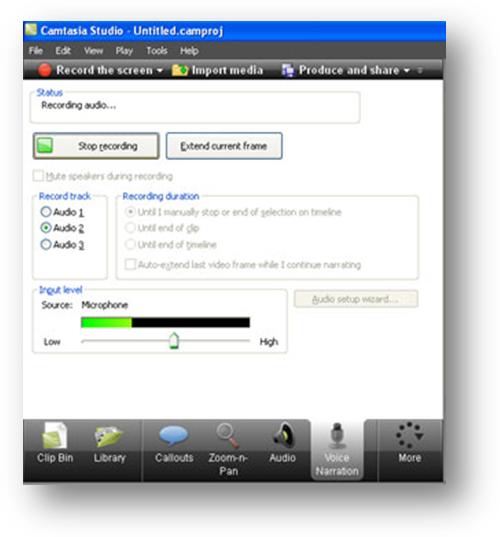 Camtasia Studio - Untitled.camproj
File Edit View Play Tools Help
Record the screen Import media Produce and share
Status
Recording audio...
Stop recording Extend current frame
Mute speakers during recording
Record track Recording duration
Audio 1 Until I manually stop or end of selection on timeline
Audio 2 Until end of clip
Audio 3 Until end of timeline
Auto-extend last video frame while I continue narrating
Input level
Source: Microphone Audio setup wizard...
Low High
Clip Bin Library Callouts Zoom-n-Pan Audio Voice Narration More